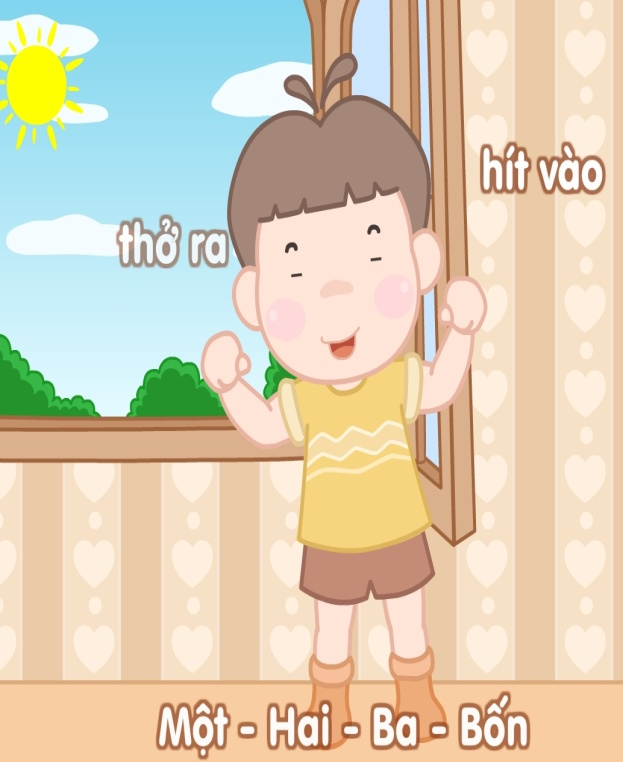 hít vào
thở ra
Một - Hai - Ba - Bốn